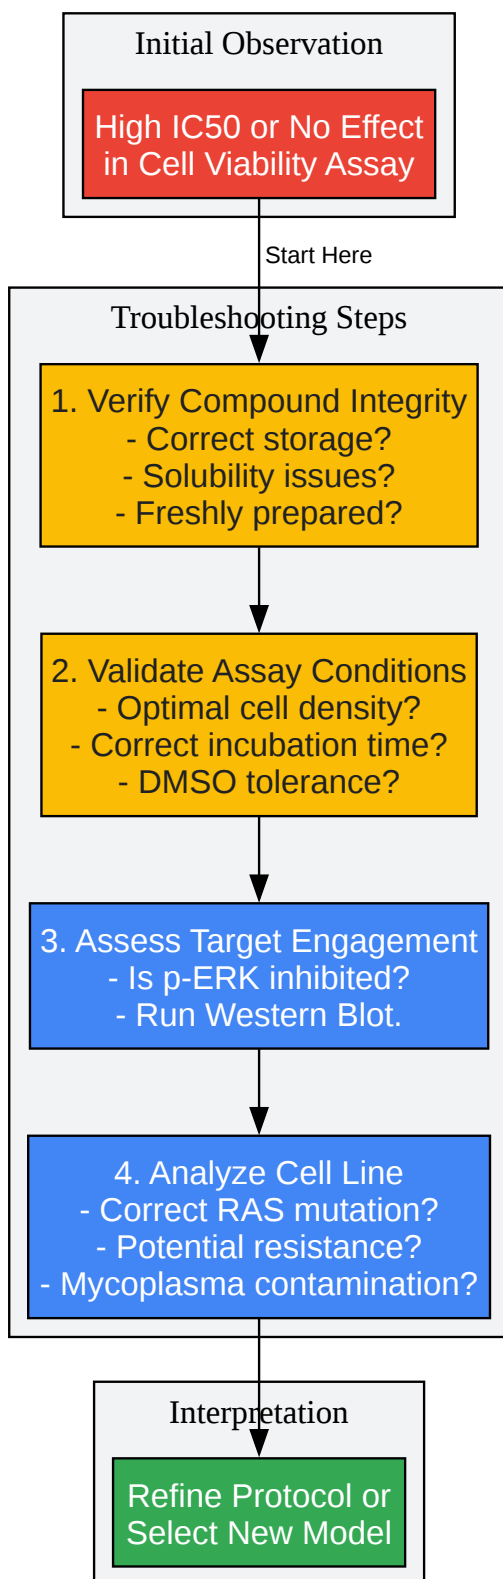 Initial Observation
High IC50 or No Effect
in Cell Viability Assay
Start Here
Troubleshooting Steps
1. Verify Compound Integrity
- Correct storage?
- Solubility issues?
- Freshly prepared?
2. Validate Assay Conditions
- Optimal cell density?
- Correct incubation time?
- DMSO tolerance?
3. Assess Target Engagement
- Is p-ERK inhibited?
- Run Western Blot.
4. Analyze Cell Line
- Correct RAS mutation?
- Potential resistance?
- Mycoplasma contamination?
Interpretation
Refine Protocol or
Select New Model